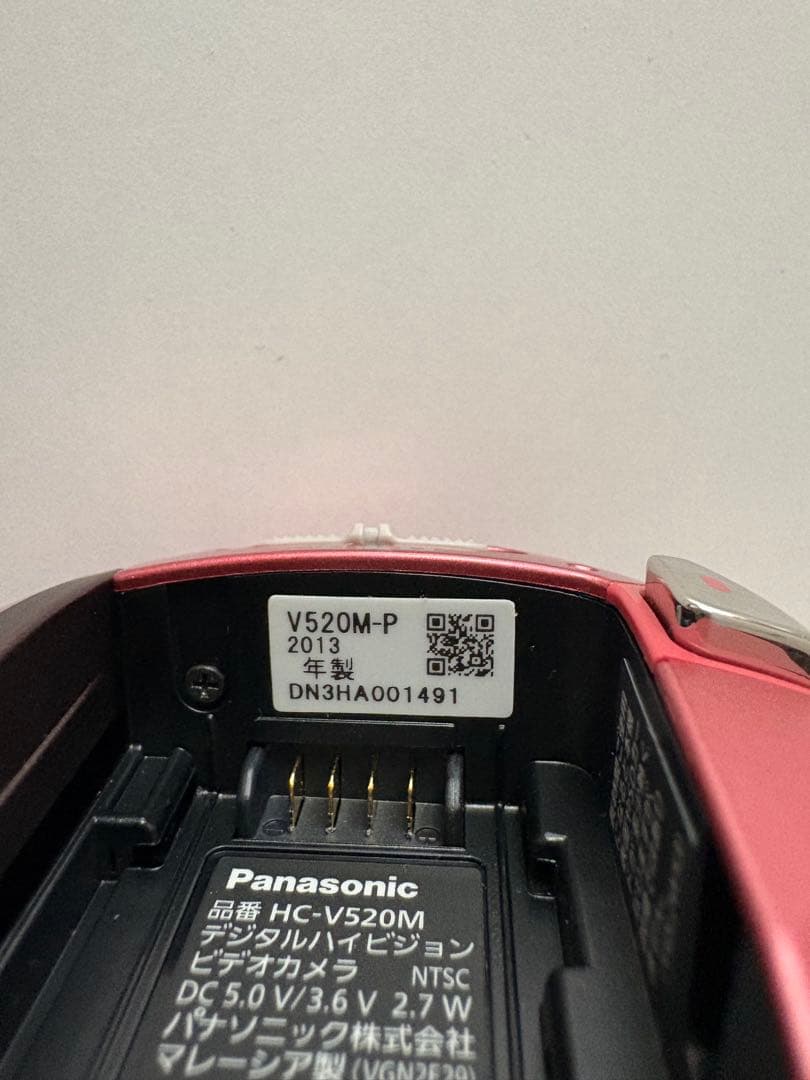 V520M-P
2013
年製
DN3HA001491
Panasonic
品番 HC-V520M
デジタルハイビジョン
ビデオカメラ NTSC
DC 5.0 V/3.6 V 2.7 W
パナソニック株式会社
マレーシア製 (VGN2E29)